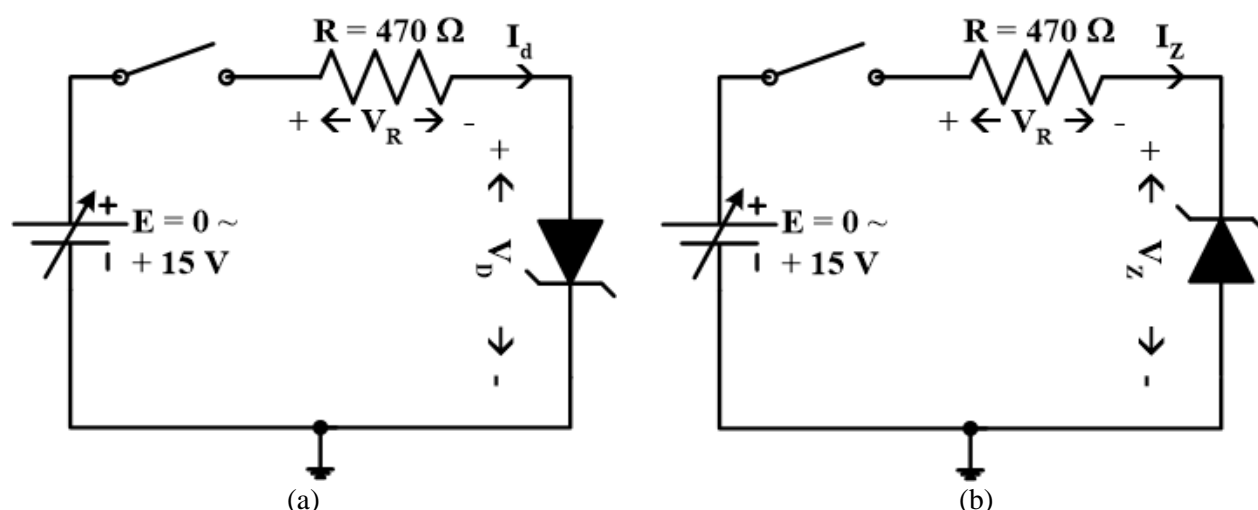 R = 470 Ω
I_d
+ V_R -
+
V_D
-
+
E = 0 ~
-
+ 15 V
(a)
R = 470 Ω
I_Z
+ V_R -
+
V_Z
-
+
E = 0 ~
-
+ 15 V
(b)